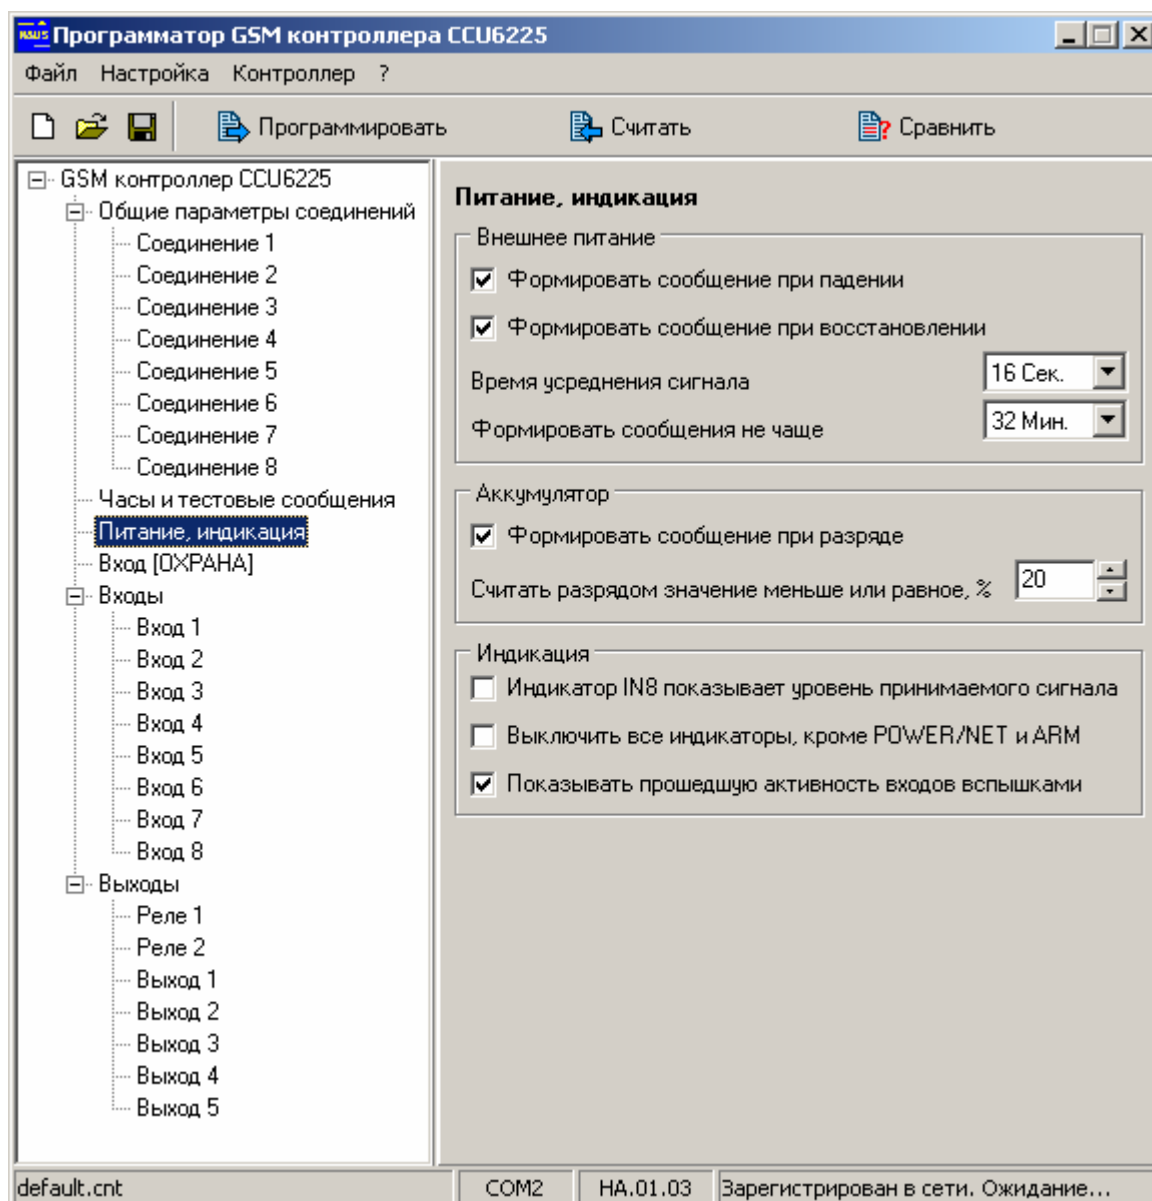 Программатор GSM контроллера CCU6225
Файл Настройка Контроллер ?
Программировать Считать Сравнить
GSM контроллер CCU6225
Общие параметры соединений
Соединение 1
Соединение 2
Соединение 3
Соединение 4
Соединение 5
Соединение 6
Соединение 7
Соединение 8
Часы и тестовые сообщения
Питание, индикация
Вход [ОХРАНА]
Входы
Вход 1
Вход 2
Вход 3
Вход 4
Вход 5
Вход 6
Вход 7
Вход 8
Выходы
Реле 1
Реле 2
Выход 1
Выход 2
Выход 3
Выход 4
Выход 5
Питание, индикация
Внешнее питание
Формировать сообщение при падении
Формировать сообщение при восстановлении
Время усреднения сигнала 16 Сек.
Формировать сообщения не чаще 32 Мин.
Аккумулятор
Формировать сообщение при разряде
Считать разрядом значение меньше или равное, % 20
Индикация
Индикатор IN8 показывает уровень принимаемого сигнала
Выключить все индикаторы, кроме POWER/NET и ARM
Показывать прошедшую активность входов вспышками
default.cnt COM2 HA.01.03 Зарегистрирован в сети. Ожидание...